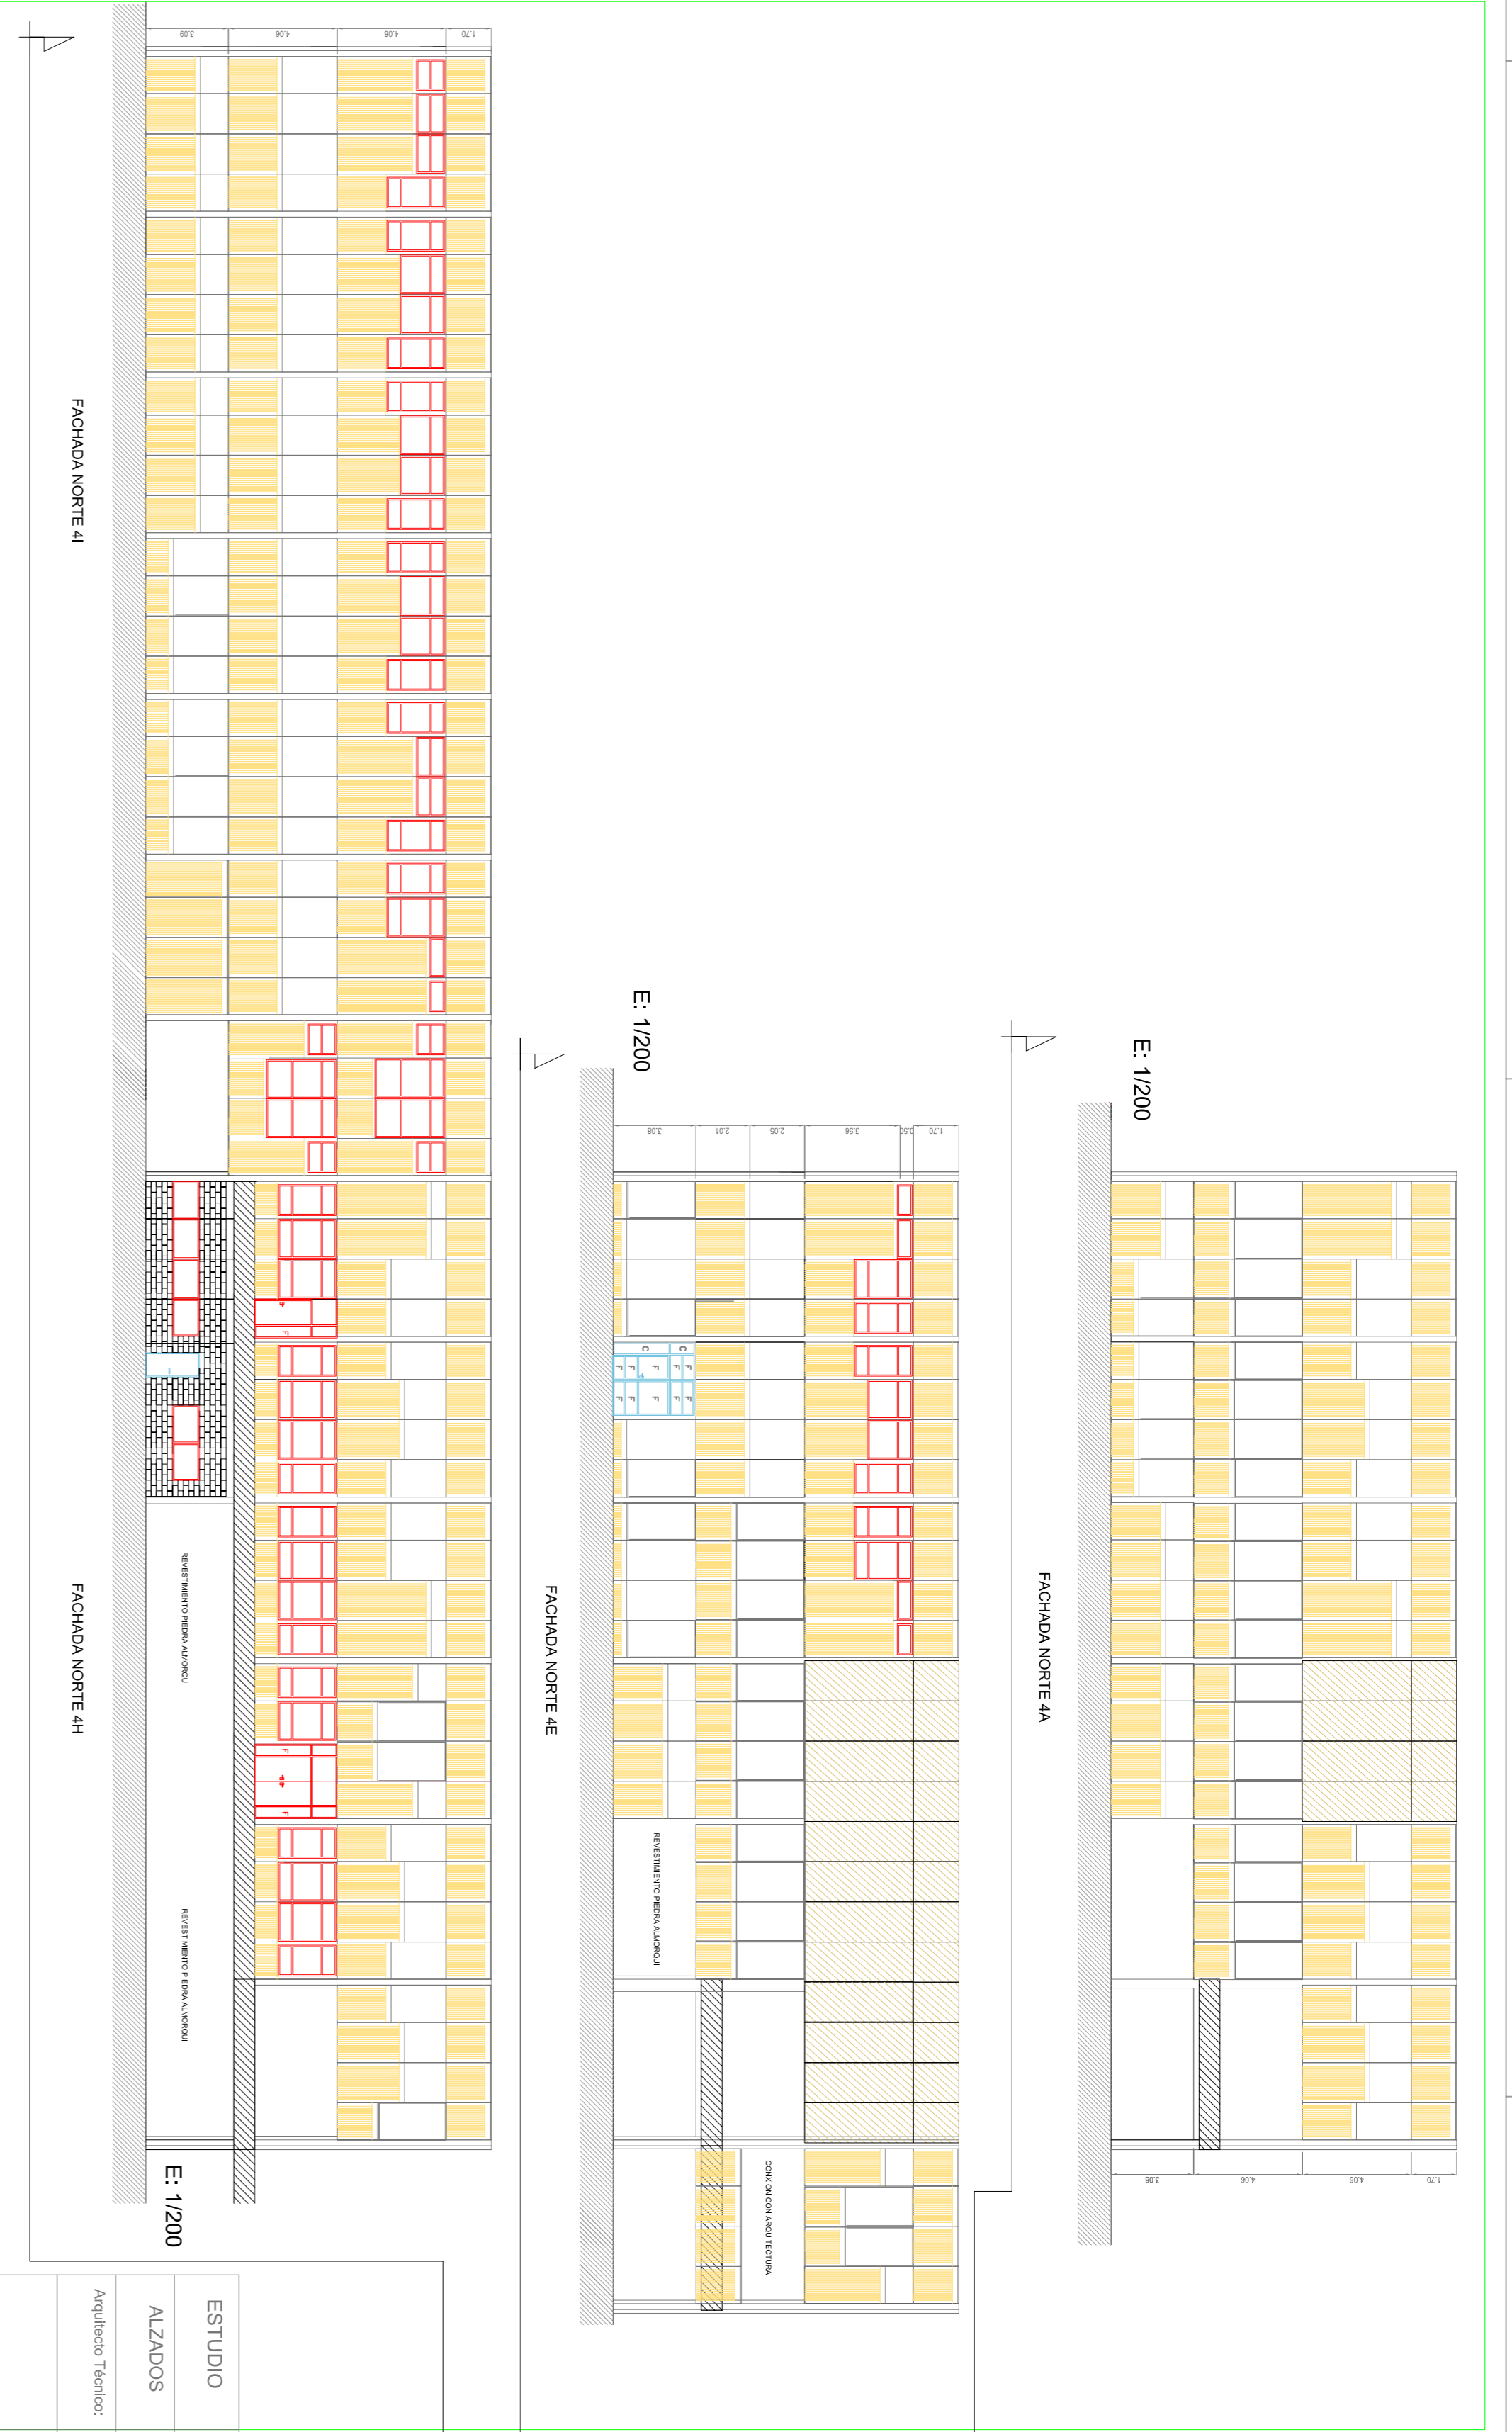 E: 1/200
1.70
4.06
4.06
3.08
FACHADA NORTE 4A
E: 1/200
1.70
0.50
3.56
2.05
2.01
3.08
C
C
F
F
F
F
F
F
F
F
F
F
REVESTIMIENTO PIEDRA ALMORQUI
CONXION CON ARQUITECTURA
FACHADA NORTE 4E
1.70
4.06
4.06
3.09
F
F
F
REVESTIMIENTO PIEDRA ALMORQUI
REVESTIMIENTO PIEDRA ALMORQUI
E: 1/200
FACHADA NORTE 4I
FACHADA NORTE 4H
ESTUDIO
ALZADOS
Arquitecto Técnico: